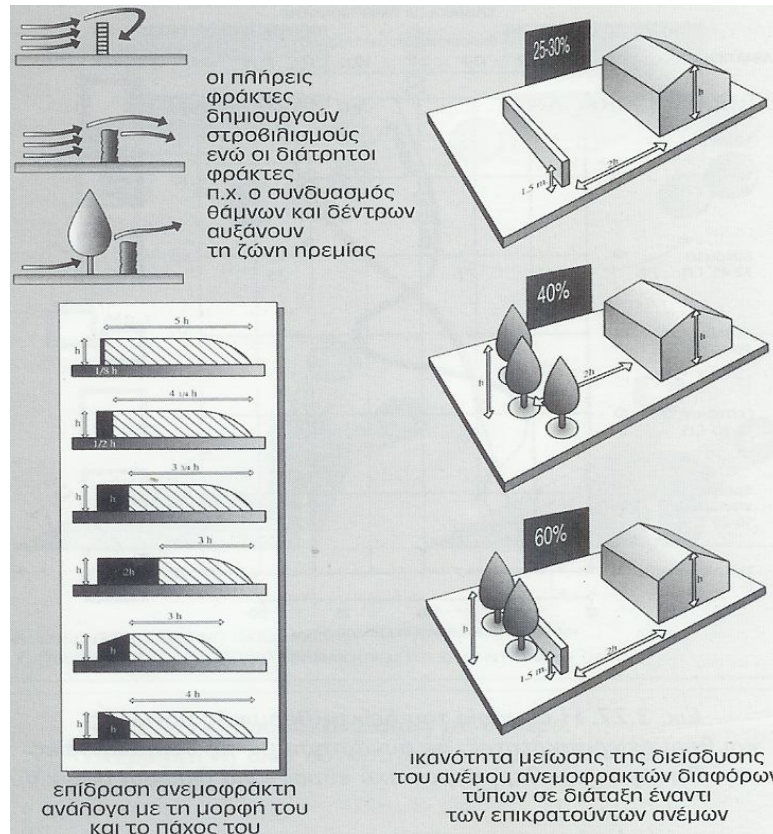 οι πλήρεις
φράκτες
δημιουργούν
στροβιλισμούς
ενώ οι διάτρητοι
φράκτες
π.χ. ο συνδυασμός
θάμνων και δέντρων
αυξάνουν
τη ζώνη ηρεμίας
5 h
h
1/8 h
4 1/4 h
h
1/2 h
3 3/4 h
h
h
3 h
h
2h
3 h
h
h
4 h
h
h
επίδραση ανεμοφράκτη
ανάλογα με τη μορφή του
και το πάχος του
25-30%
h
2h
1.5 m
40%
h
h
2h
60%
h
h
2h
1.5 m
ικανότητα μείωσης της διείσδυσης
του ανέμου ανεμοφρακτών διαφόρων
τύπων σε διάταξη έναντι
των επικρατούντων ανέμων